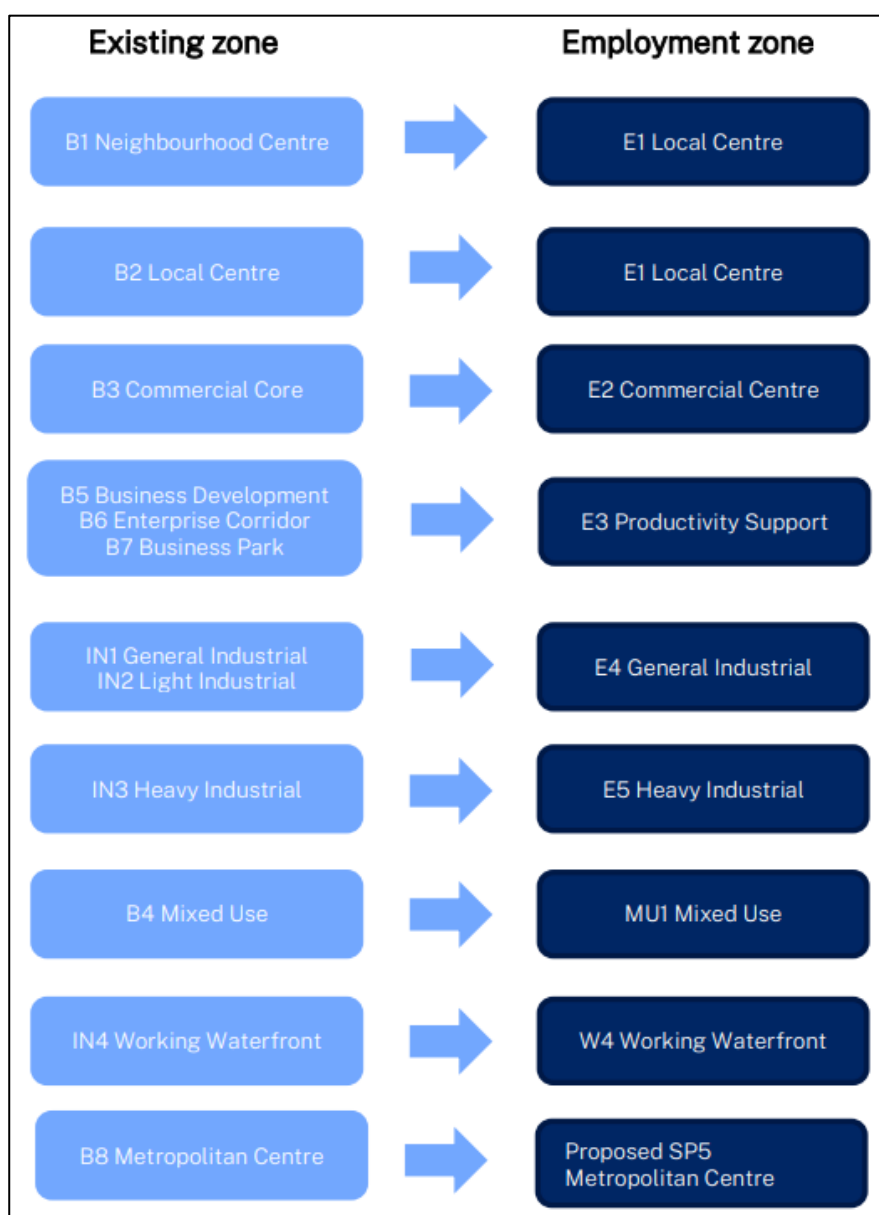 Existing zone
Employment zone
B1 Neighbourhood Centre
E1 Local Centre
B2 Local Centre
E1 Local Centre
B3 Commercial Core
E2 Commercial Centre
B5 Business Development
B6 Enterprise Corridor
B7 Business Park
E3 Productivity Support
IN1 General Industrial
IN2 Light Industrial
E4 General Industrial
IN3 Heavy Industrial
E5 Heavy Industrial
B4 Mixed Use
MU1 Mixed Use
IN4 Working Waterfront
W4 Working Waterfront
B8 Metropolitan Centre
Proposed SP5
Metropolitan Centre